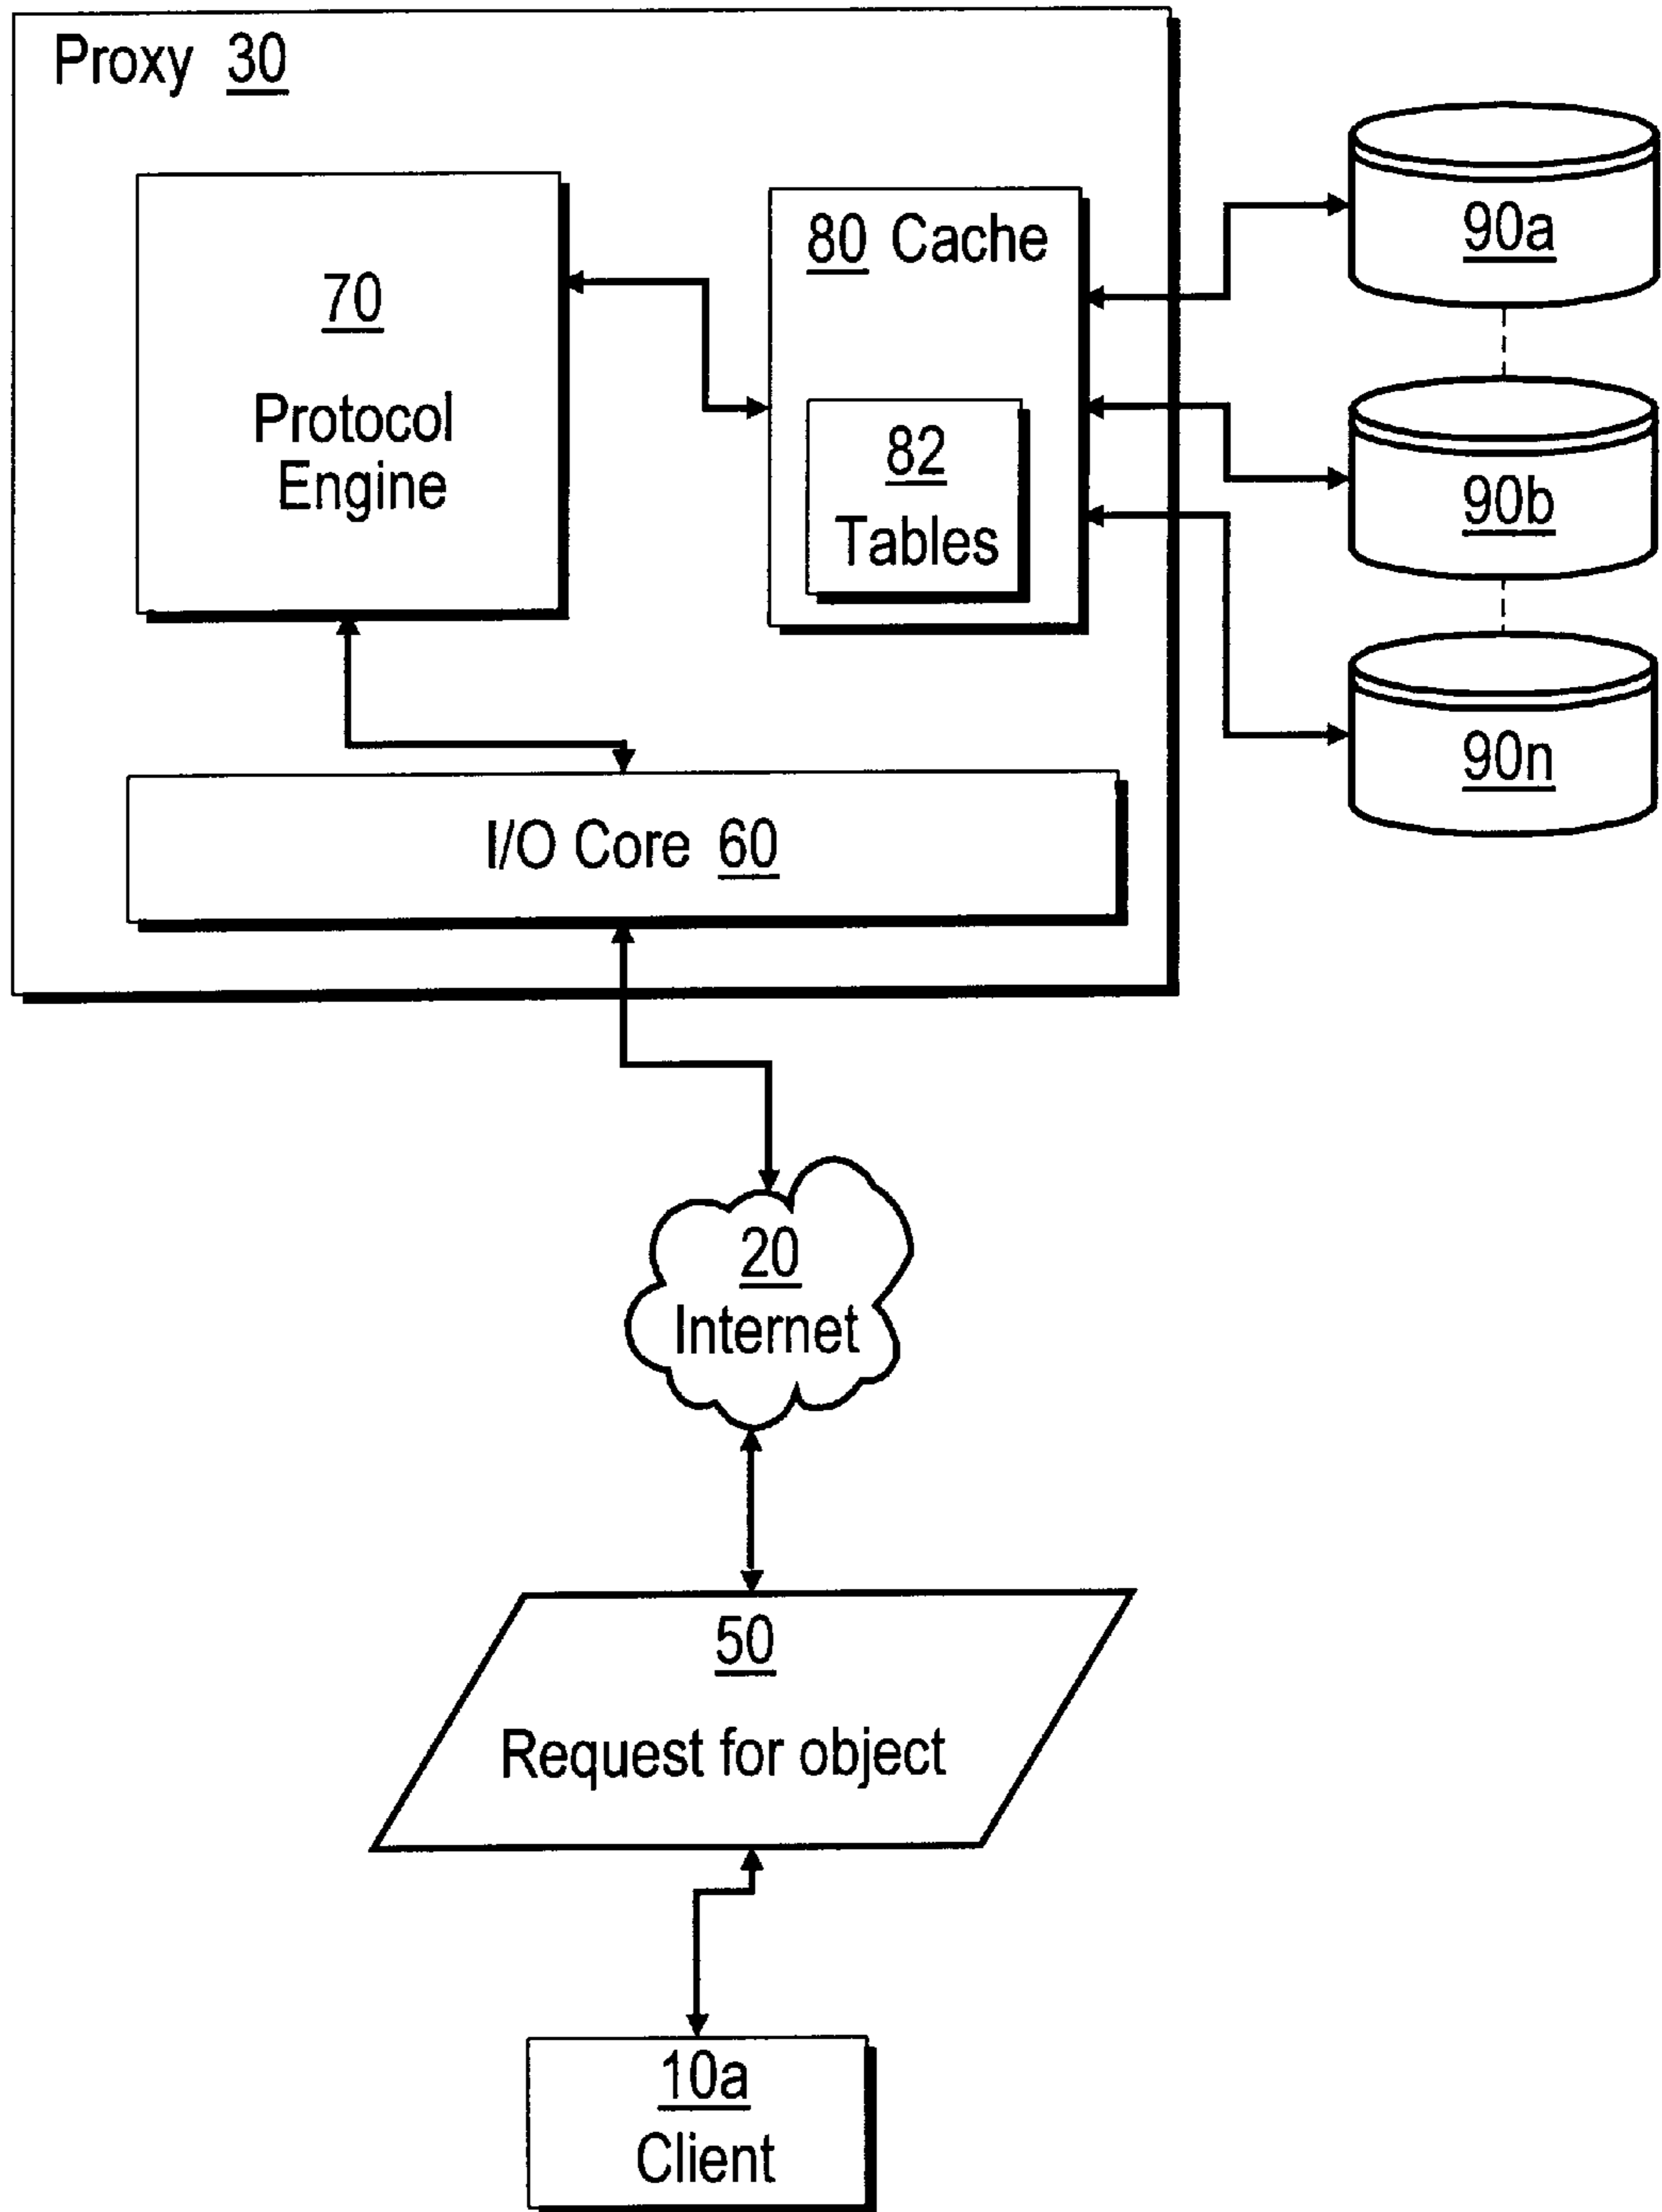 Proxy 30
70
Protocol
Engine
80 Cache
82
Tables
90a
90b
90n
I/O Core 60
20
Internet
50
Request for object
10a
Client